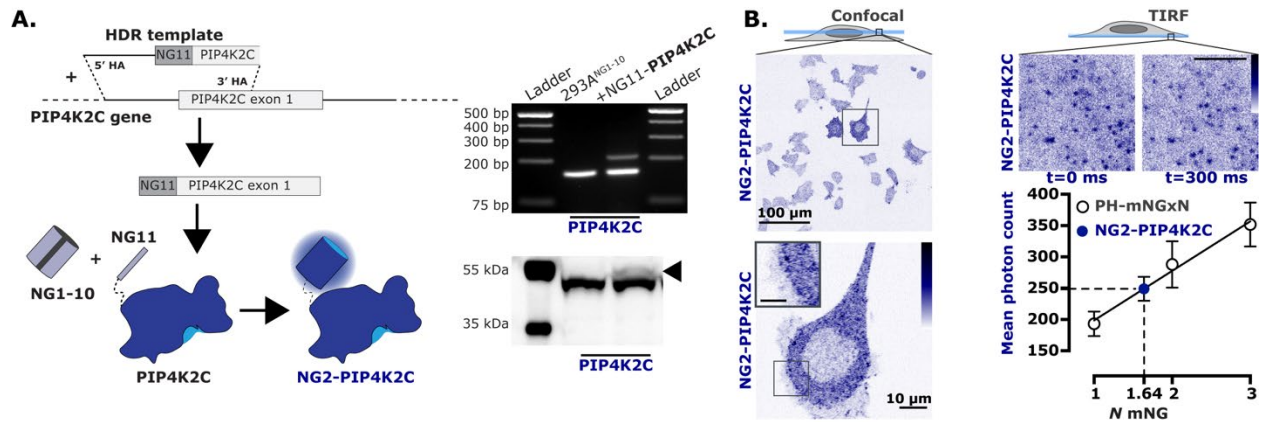 A.
HDR template
NG11 PIP4K2C
5′ HA
+
3′ HA
PIP4K2C exon 1
PIP4K2C gene
NG11 PIP4K2C exon 1
NG11
+
NG1-10
PIP4K2C
NG2-PIP4K2C
Ladder
293A^NG1-10
+NG11-PIP4K2C
Ladder
500 bp
400 bp
300 bp
200 bp
75 bp
PIP4K2C
55 kDa
35 kDa
PIP4K2C
B.
Confocal
NG2-PIP4K2C
100 µm
NG2-PIP4K2C
10 µm
TIRF
NG2-PIP4K2C
t=0 ms
t=300 ms
Mean photon count
400
350
300
250
200
150
PH-mNGxN
NG2-PIP4K2C
1 1.64 2 3
N mNG